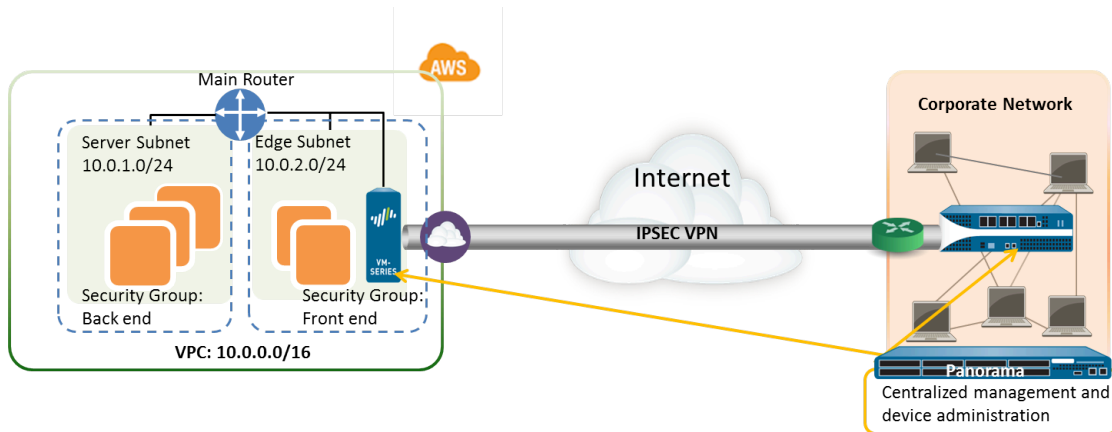 AWS
Main Router
Server Subnet
10.0.1.0/24
Edge Subnet
10.0.2.0/24
VM-
SERIES
Security Group:
Back end
Security Group:
Front end
VPC: 10.0.0.0/16
Internet
IPSEC VPN
Corporate Network
Panorama
Centralized management and
device administration